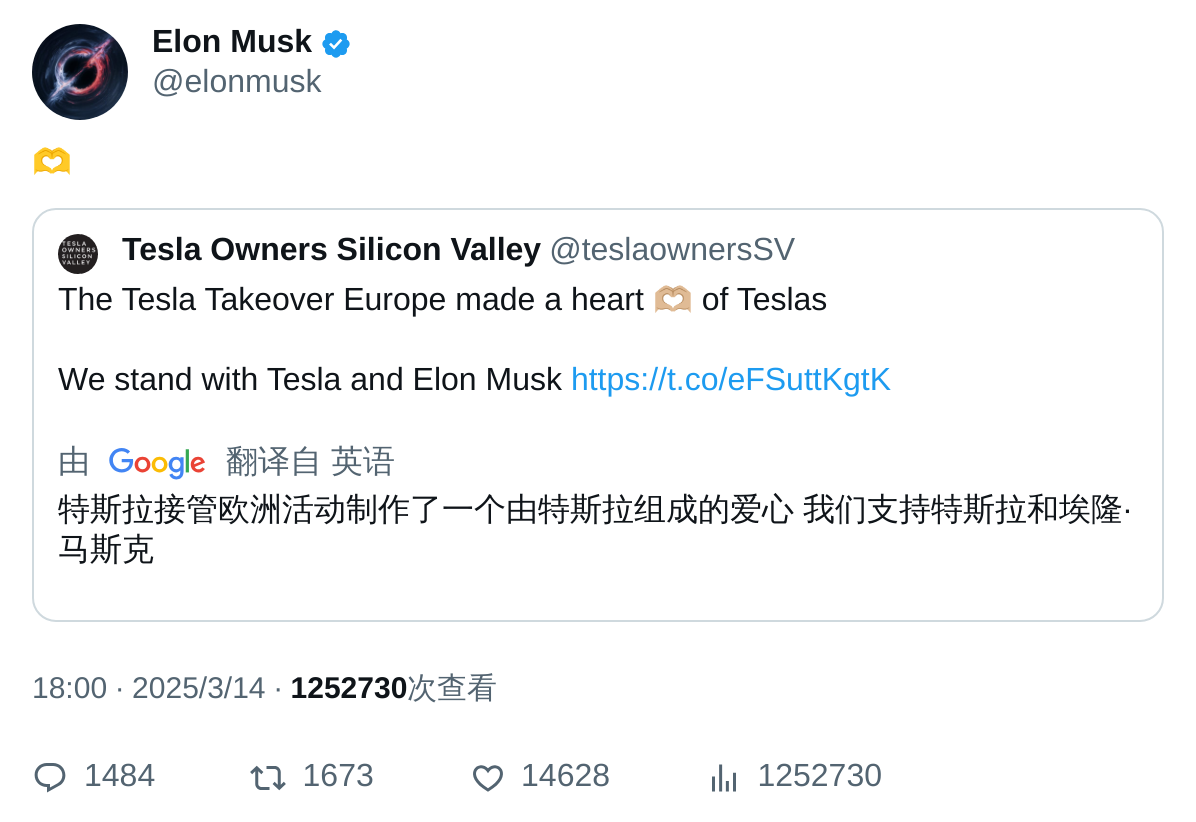 Elon Musk
@elonmusk
🫶
TESLA
OWNERS
SILICON
VALLEY
Tesla Owners Silicon Valley @teslaownersSV
The Tesla Takeover Europe made a heart 🫶🏼 of Teslas
We stand with Tesla and Elon Musk https://t.co/eFSuttKgtK
由 Google 翻译自 英语
特斯拉接管欧洲活动制作了一个由特斯拉组成的爱心 我们支持特斯拉和埃隆·
马斯克
18:00 · 2025/3/14 · 1252730次查看
1484 1673 14628 1252730